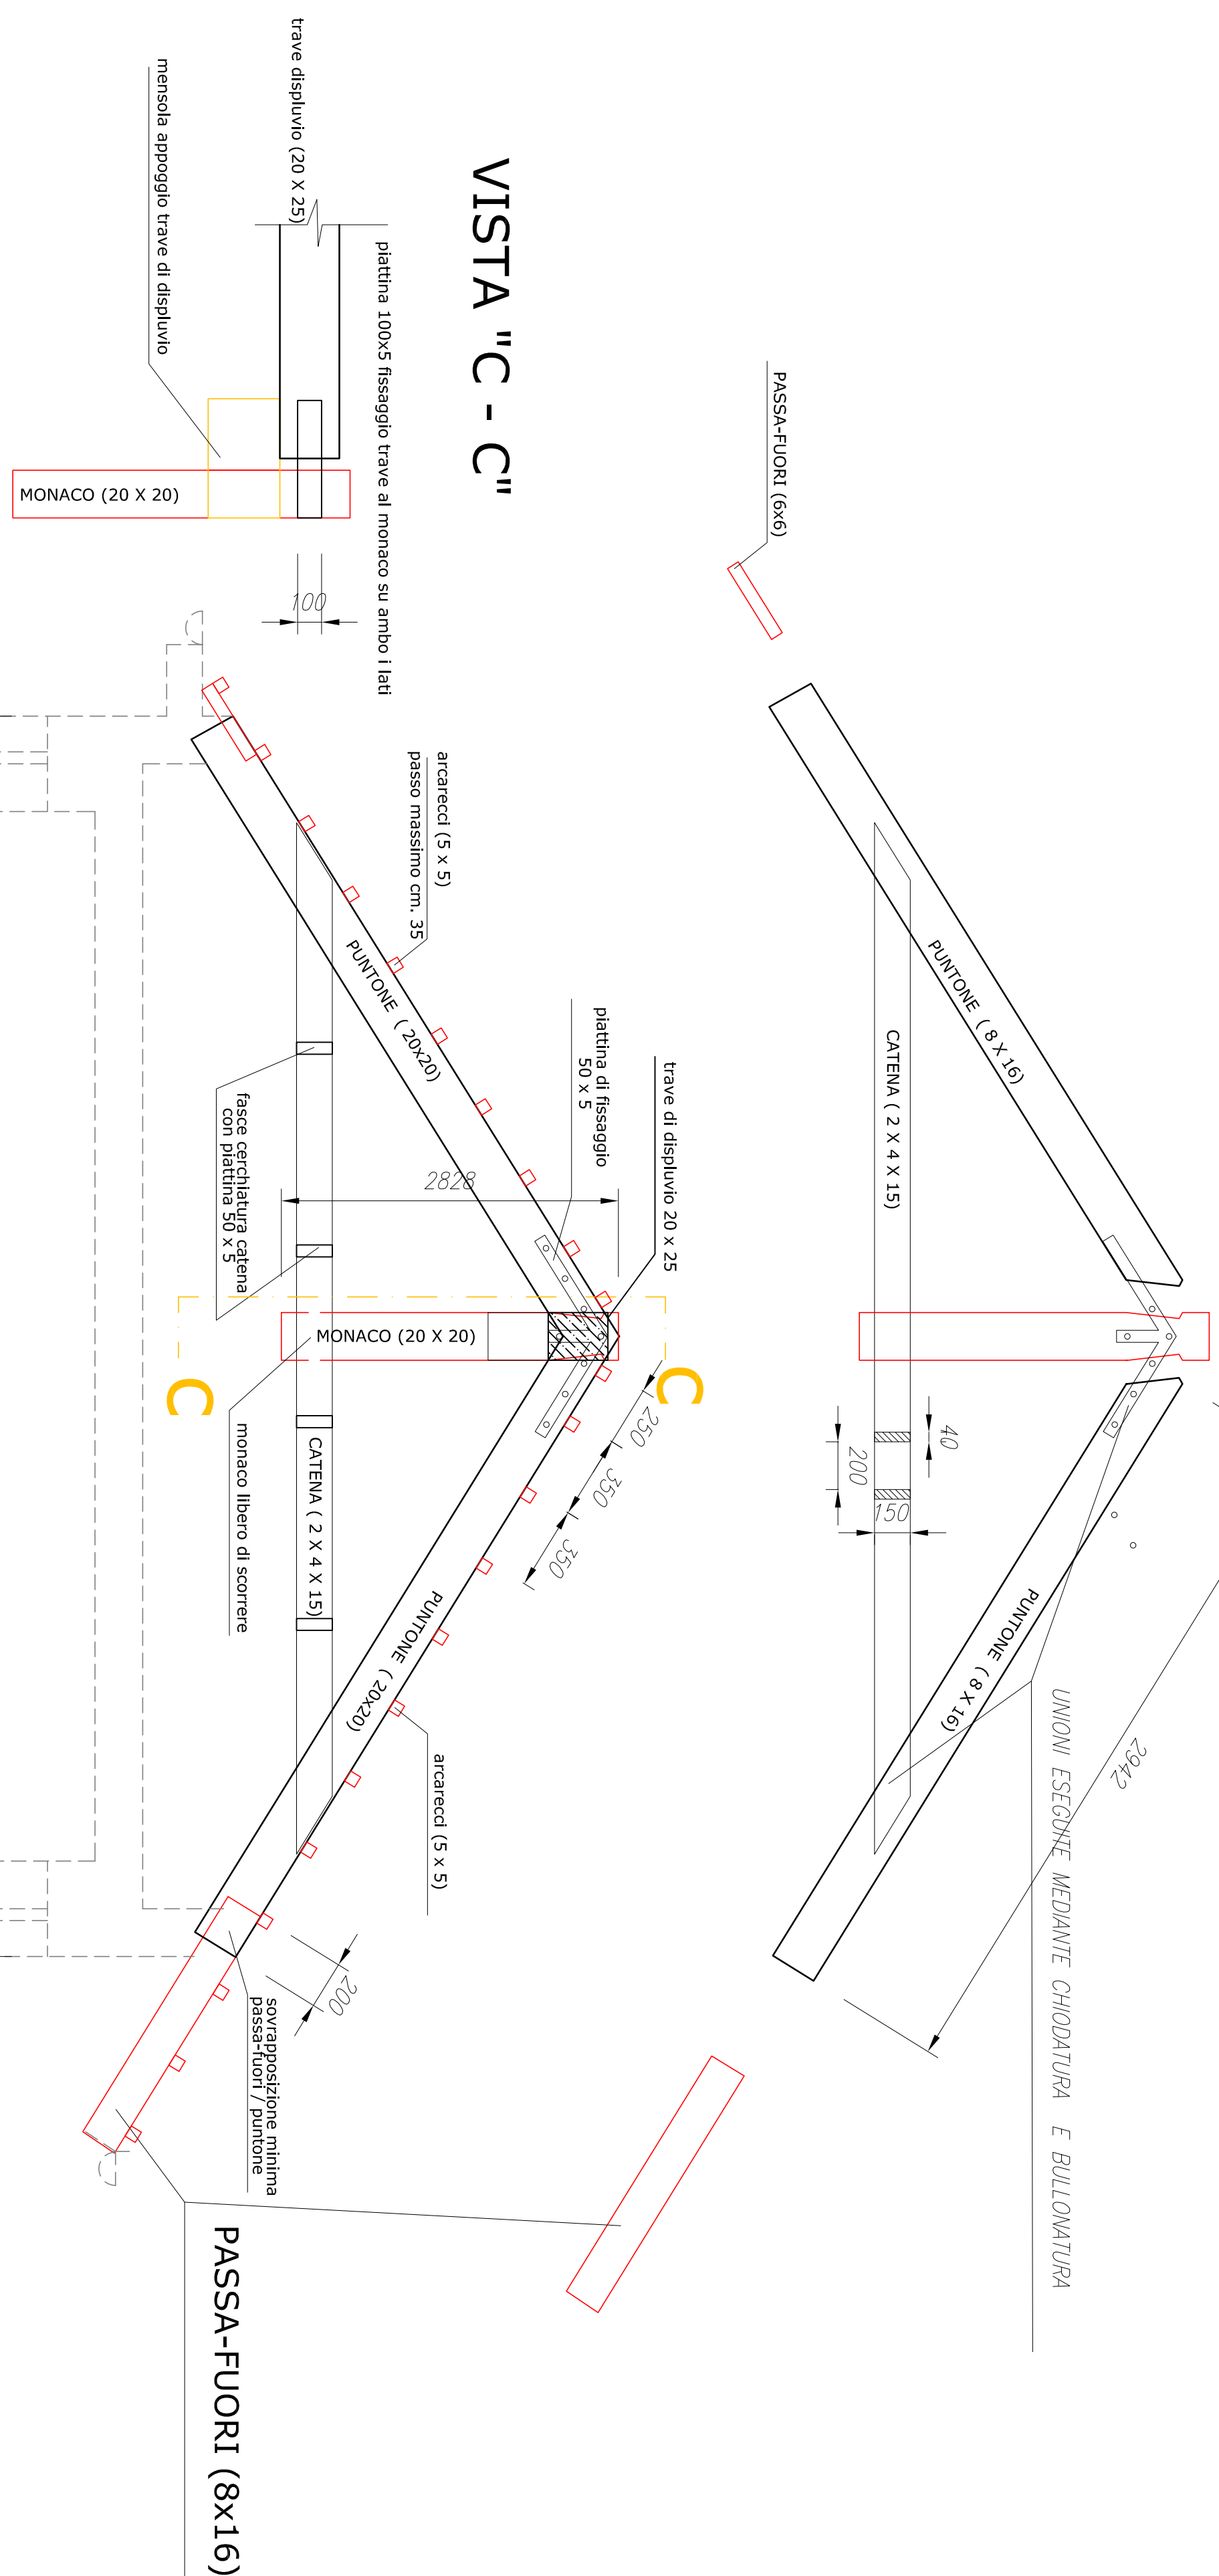 PASSA-FUORI (6x6)
PUNTONE ( 8 X 16)
CATENA ( 2 X 4 X 15)
40
200
150
PUNTONE ( 8 X 16)
2942
UNIONI ESEGUITE MEDIANTE CHIODATURA E BULLONATURA
VISTA "C - C"
trave displuvio (20 X 25)
piattina 100x5 fissaggio trave al monaco su ambo i lati
mensola appoggio trave di displuvio
MONACO (20 X 20)
100
arcarecci (5 x 5)
passo massimo cm. 35
PUNTONE ( 20x20)
piattina di fissaggio
50 x 5
trave di displuvio 20 x 25
2828
fasce cerchiatura catena
con piattina 50 x 5
MONACO (20 X 20)
C
C
250
350
350
monaco libero di scorrere
CATENA ( 2 X 4 X 15)
PUNTONE ( 20x20)
arcarecci (5 x 5)
200
sovrapposizione minima
passa-fuori / puntone
PASSA-FUORI (8x16)